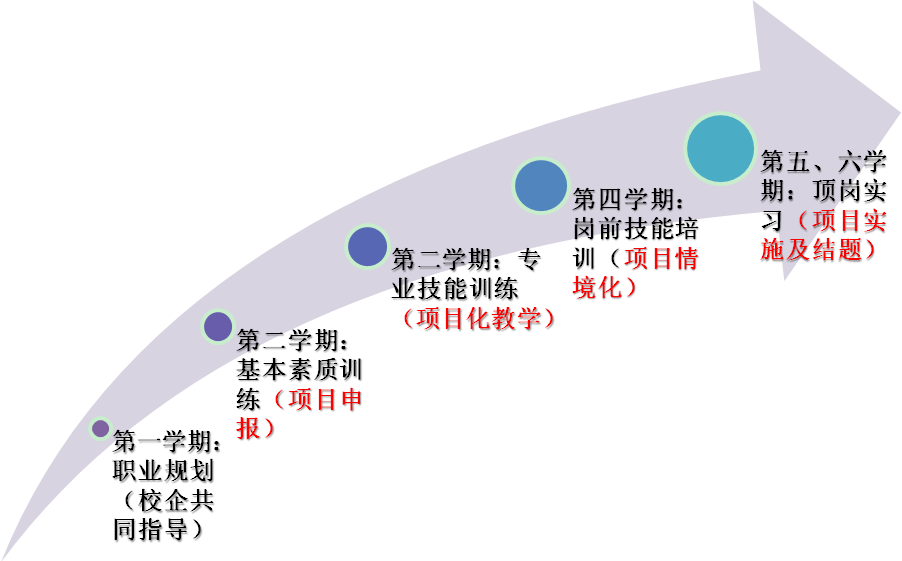 第一学期：
职业规划
（校企共
同指导）
第二学期：
基本素质训
练（项目申
报）
第二学期：专
业技能训练
（项目化教学）
第四学期：
岗前技能培
训（项目情
境化）
第五、六学
期：顶岗实
习（项目实
施及结题）